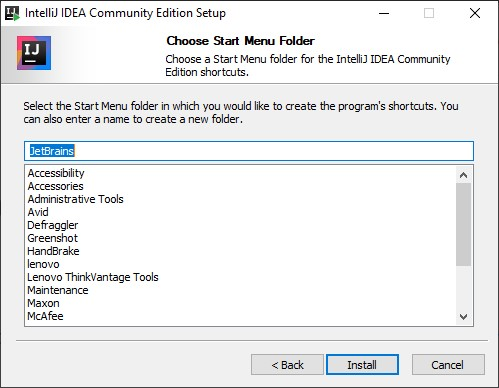 IntelliJ IDEA Community Edition Setup
IJ
Choose Start Menu Folder
Choose a Start Menu folder for the IntelliJ IDEA Community
Edition shortcuts.
Select the Start Menu folder in which you would like to create the program's shortcuts. You
can also enter a name to create a new folder.
JetBrains
Accessibility
Accessories
Administrative Tools
Avid
Defraggler
Greenshot
HandBrake
lenovo
Lenovo ThinkVantage Tools
Maintenance
Maxon
McAfee
< Back
Install
Cancel